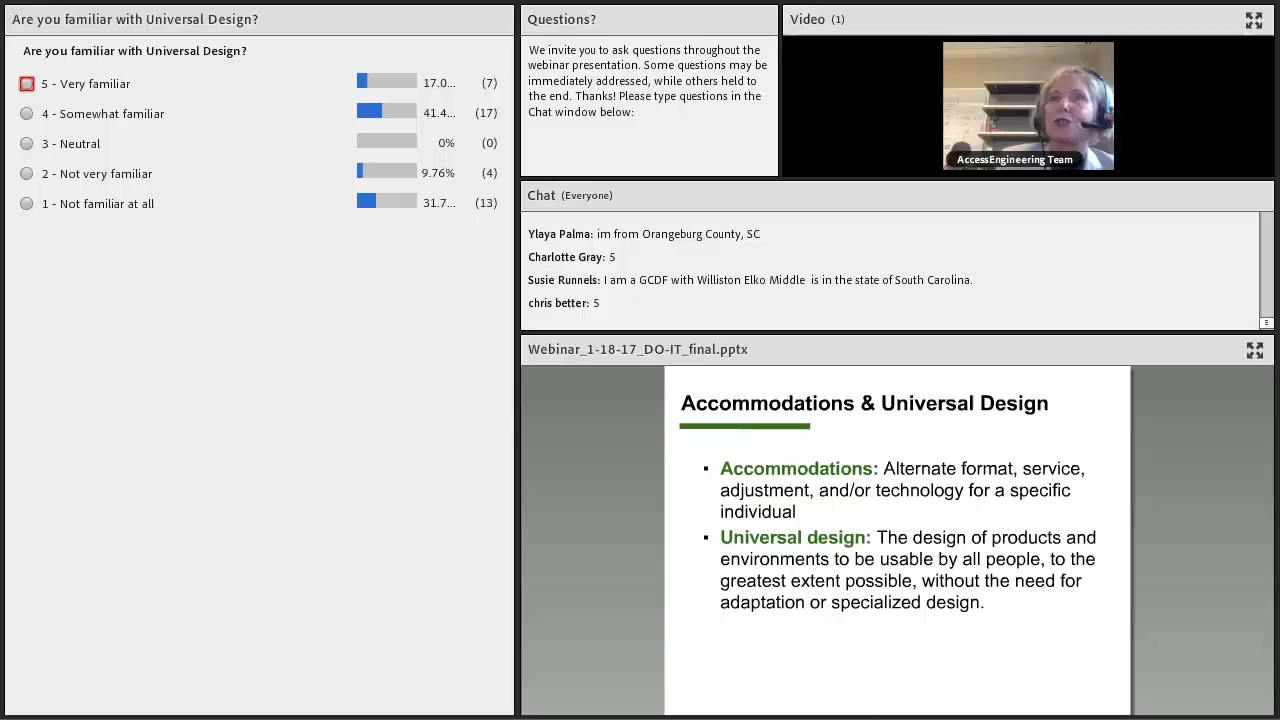 Are you familiar with Universal Design?
Are you familiar with Universal Design?
5 - Very familiar 17.0... (7)
4 - Somewhat familiar 41.4... (17)
3 - Neutral 0% (0)
2 - Not very familiar 9.76% (4)
1 - Not familiar at all 31.7... (13)
Questions?
We invite you to ask questions throughout the
webinar presentation. Some questions may be
immediately addressed, while others held to
the end. Thanks! Please type questions in the
Chat window below:
Video (1)
AccessEngineering Team
Chat (Everyone)
Ylaya Palma: im from Orangeburg County, SC
Charlotte Gray: 5
Susie Runnels: I am a GCDF with Williston Elko Middle is in the state of South Carolina.
chris better: 5
Webinar_1-18-17_DO-IT_final.pptx
Accommodations & Universal Design
▪ Accommodations: Alternate format, service,
adjustment, and/or technology for a specific
individual
▪ Universal design: The design of products and
environments to be usable by all people, to the
greatest extent possible, without the need for
adaptation or specialized design.